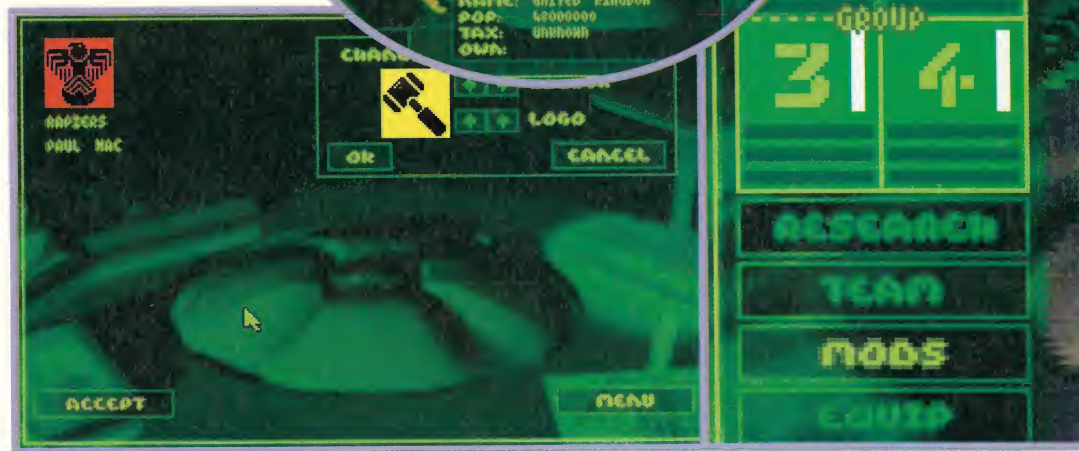 NAME: UNITED KINGDOM
POP: 48000000
TAX: UNKNOWN
OWN:
RAPIERS
PAUL MAC
LOGO
OK
CANCEL
ACCEPT
MENU
GROUP
3
4
RESEARCH
TEAM
MODS
EQUIP